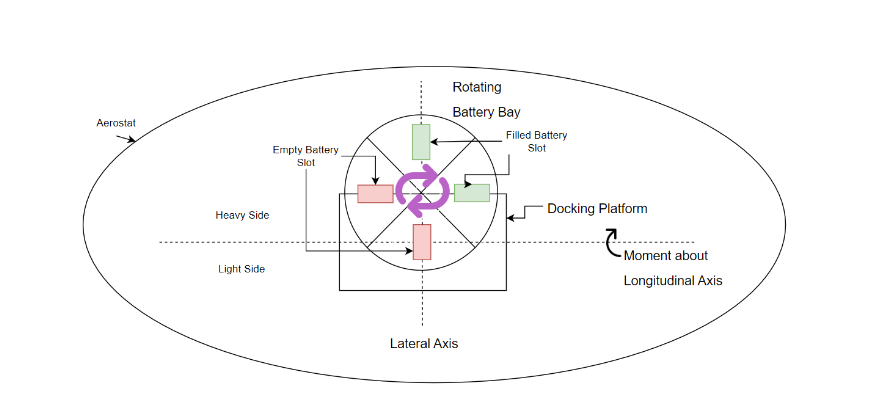 Rotating
Battery Bay
Aerostat
Filled Battery
Slot
Empty Battery
Slot
Docking Platform
Heavy Side
Moment about
Longitudinal Axis
Light Side
Lateral Axis